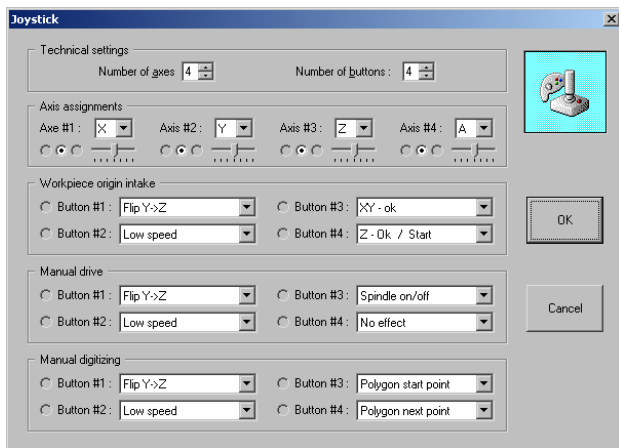 Joystick
Technical settings
Number of axes 4 Number of buttons : 4
Axis assignments
Axe #1 : X Axis #2 : Y Axis #3 : Z Axis #4 : A
Workpiece origin intake
Button #1 : Flip Y->Z Button #3 : XY - ok
Button #2 : Low speed Button #4 : Z - Ok / Start
OK
Manual drive
Button #1 : Flip Y->Z Button #3 : Spindle on/off
Button #2 : Low speed Button #4 : No effect
Cancel
Manual digitizing
Button #1 : Flip Y->Z Button #3 : Polygon start point
Button #2 : Low speed Button #4 : Polygon next point